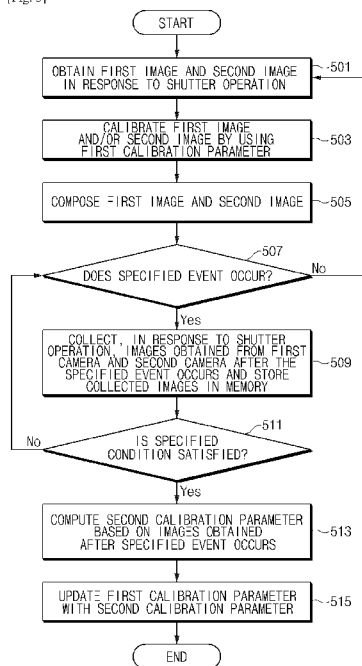 [Fig. 5]
START
OBTAIN FIRST IMAGE AND SECOND IMAGE
IN RESPONSE TO SHUTTER OPERATION
501
CALIBRATE FIRST IMAGE
AND/OR SECOND IMAGE BY USING
FIRST CALIBRATION PARAMETER
503
COMPOSE FIRST IMAGE AND SECOND IMAGE
505
507
DOES SPECIFIED EVENT OCCUR?
No
Yes
COLLECT, IN RESPONSE TO SHUTTER
OPERATION, IMAGES OBTAINED FROM FIRST
CAMERA AND SECOND CAMERA AFTER THE
SPECIFIED EVENT OCCURS AND STORE
COLLECTED IMAGES IN MEMORY
509
511
No
IS SPECIFIED
CONDITION SATISFIED?
Yes
COMPUTE SECOND CALIBRATION PARAMETER
BASED ON IMAGES OBTAINED
AFTER SPECIFIED EVENT OCCURS
513
UPDATE FIRST CALIBRATION PARAMETER
WITH SECOND CALIBRATION PARAMETER
515
END